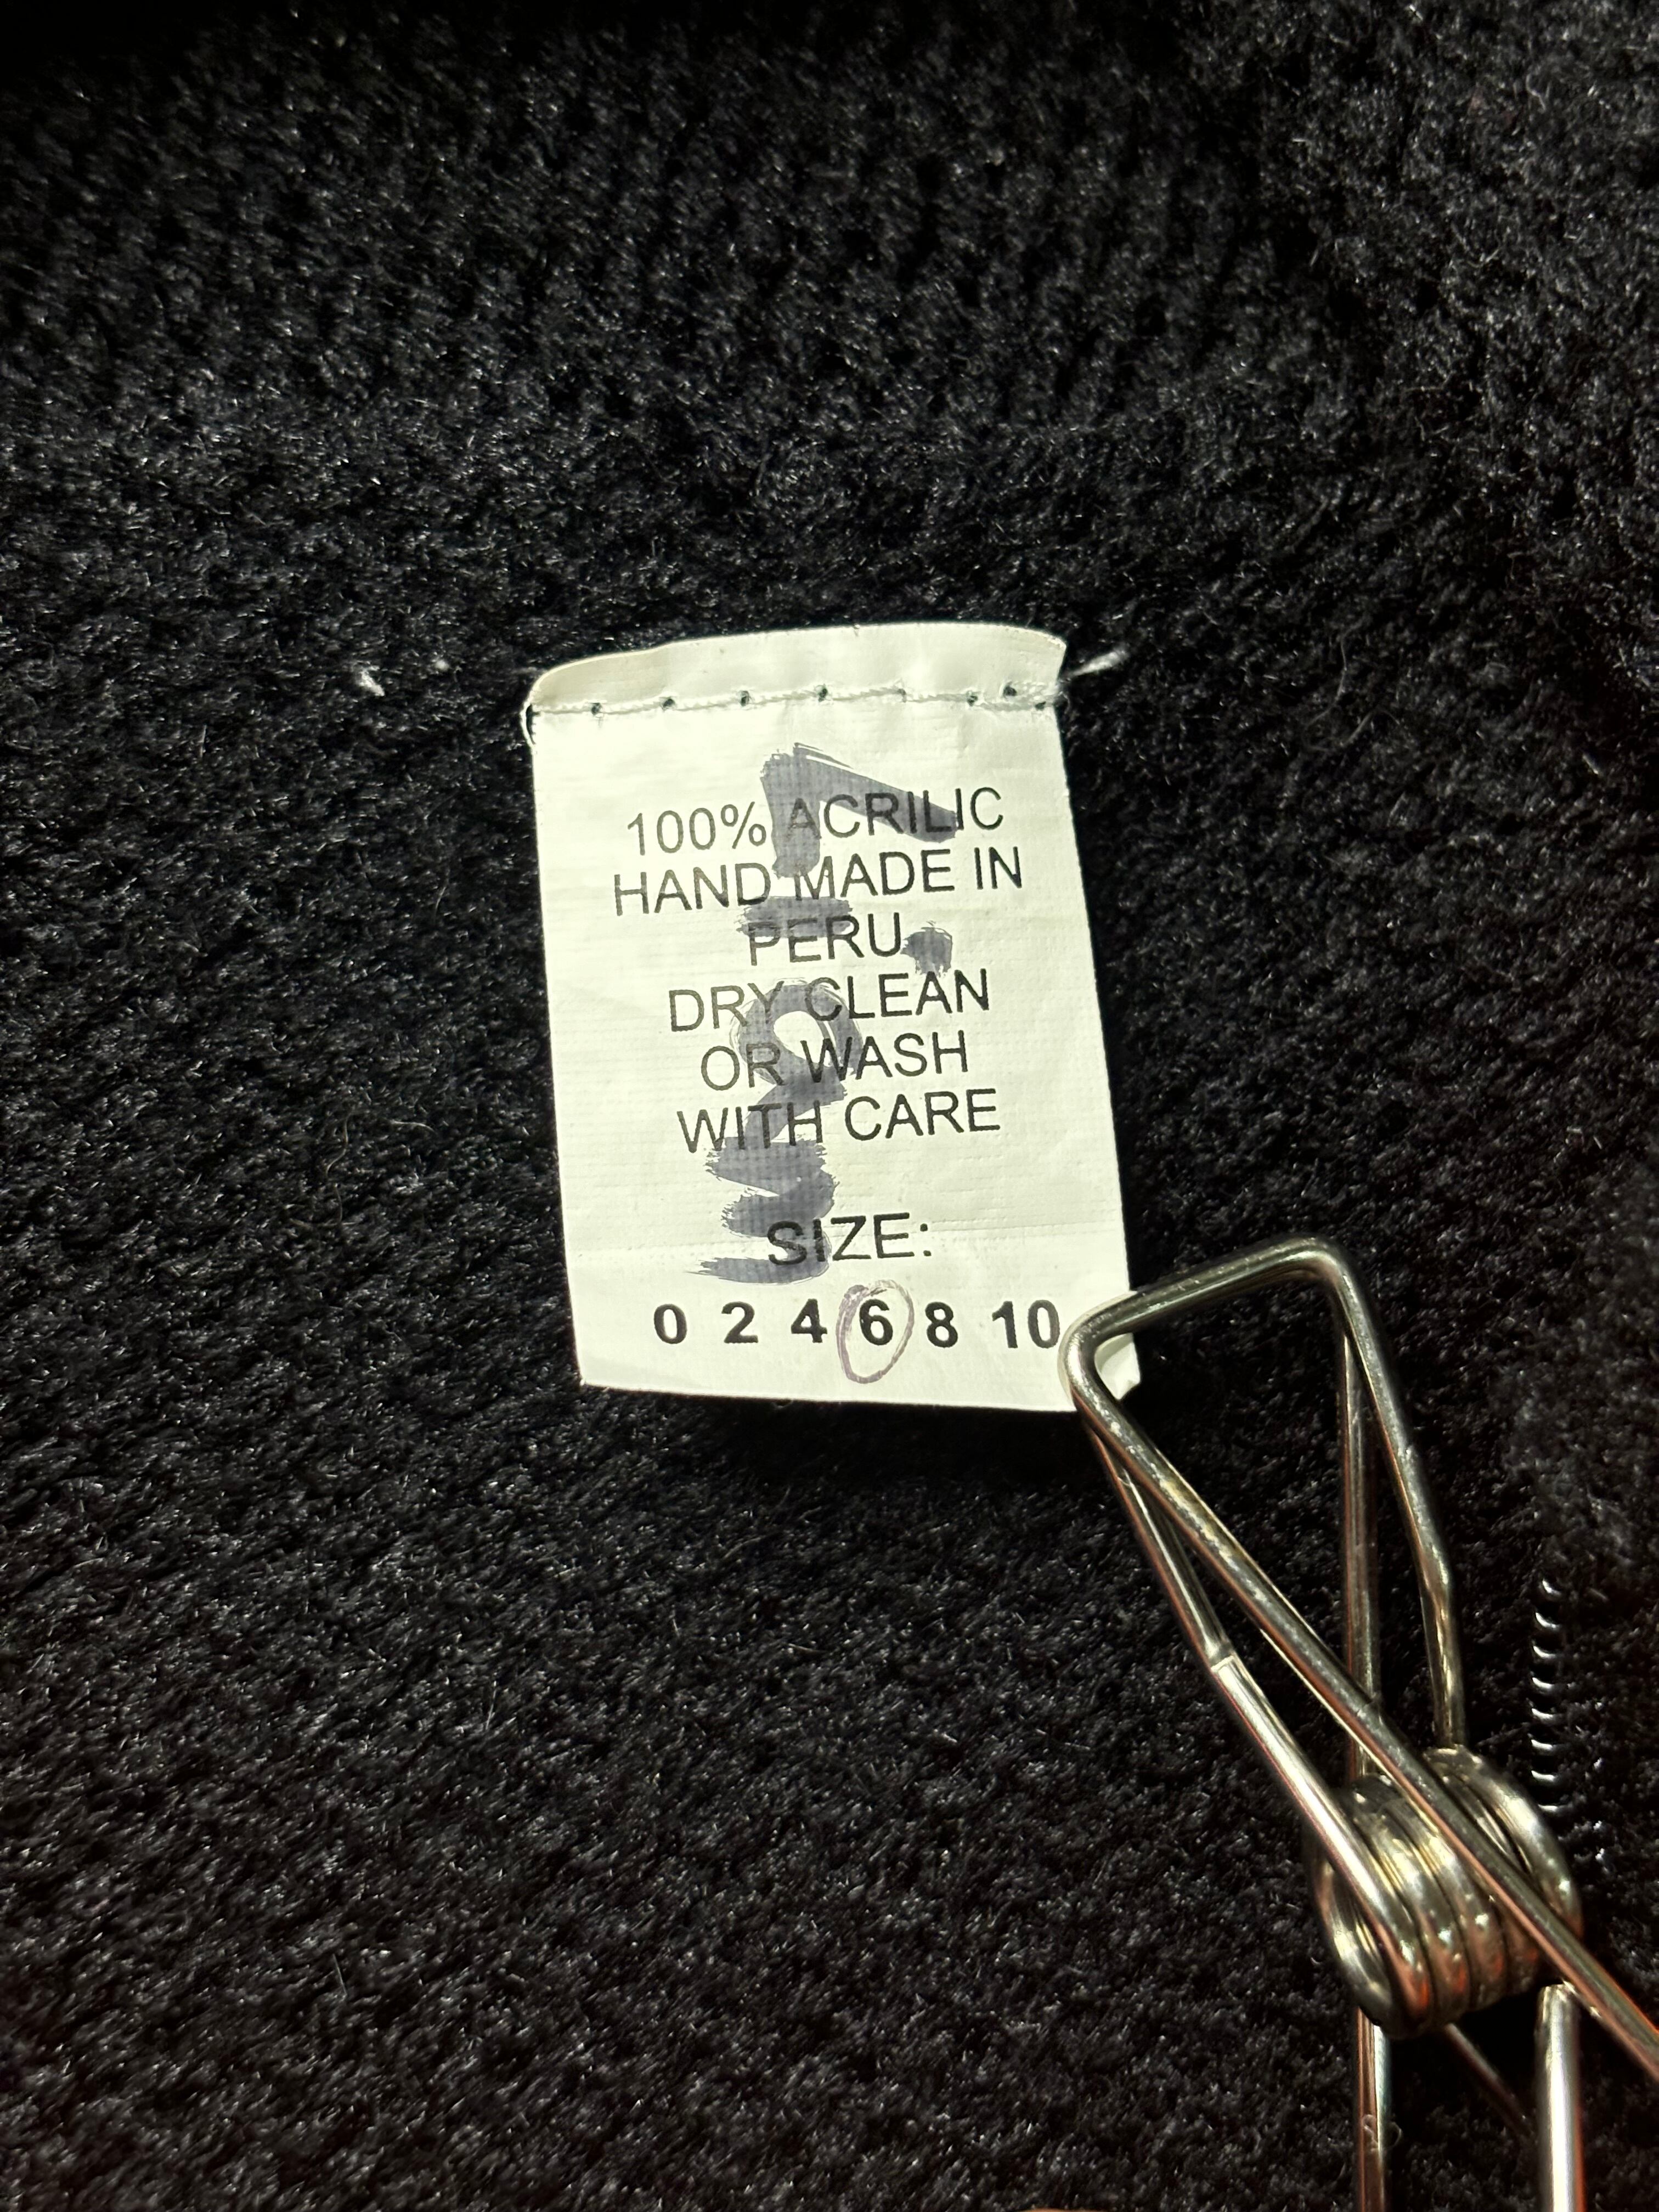 100% ACRILIC
HAND MADE IN
PERU
DRY CLEAN
OR WASH
WITH CARE
SIZE:
0 2 4 6 8 10